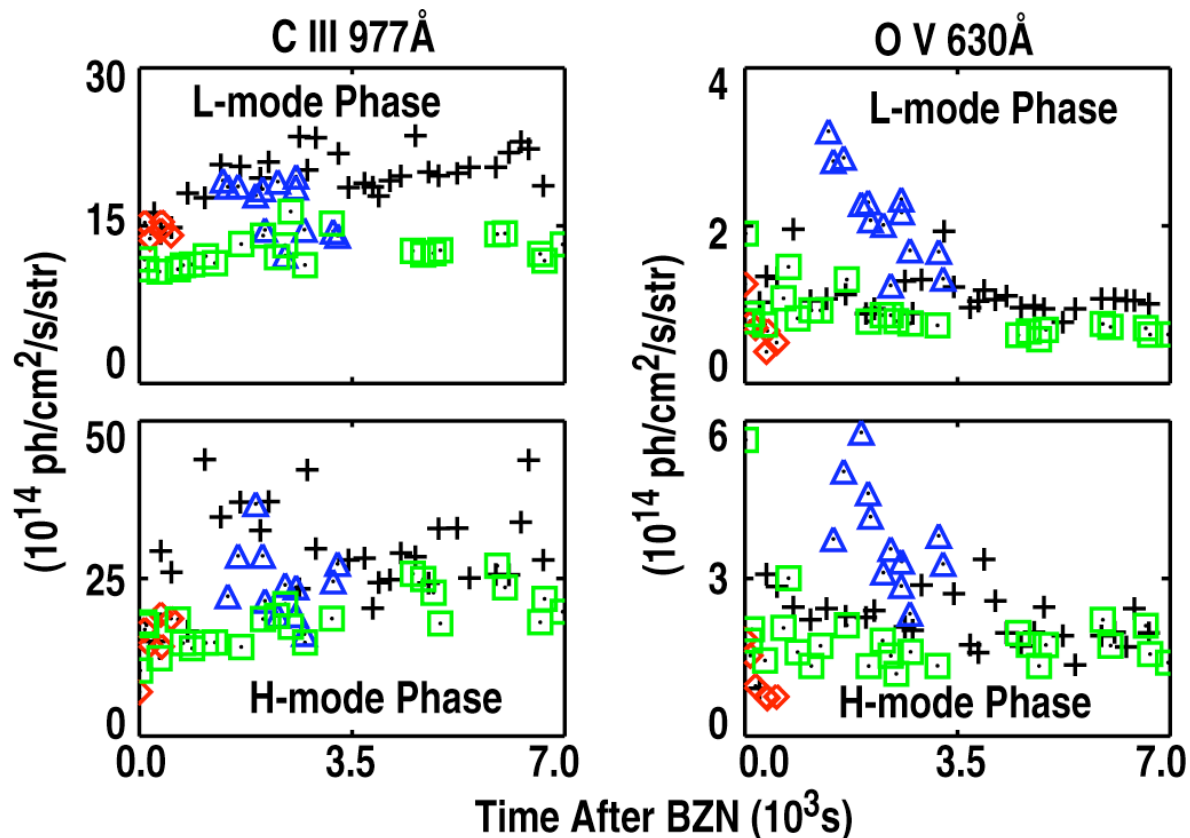 C III 977Å
O V 630Å
30
15
0
L-mode Phase
4
2
0
L-mode Phase
(10¹⁴ ph/cm²/s/str)
(10¹⁴ ph/cm²/s/str)
50
25
0
H-mode Phase
6
3
0
H-mode Phase
0.0 3.5 7.0
0.0 3.5 7.0
Time After BZN (10³s)